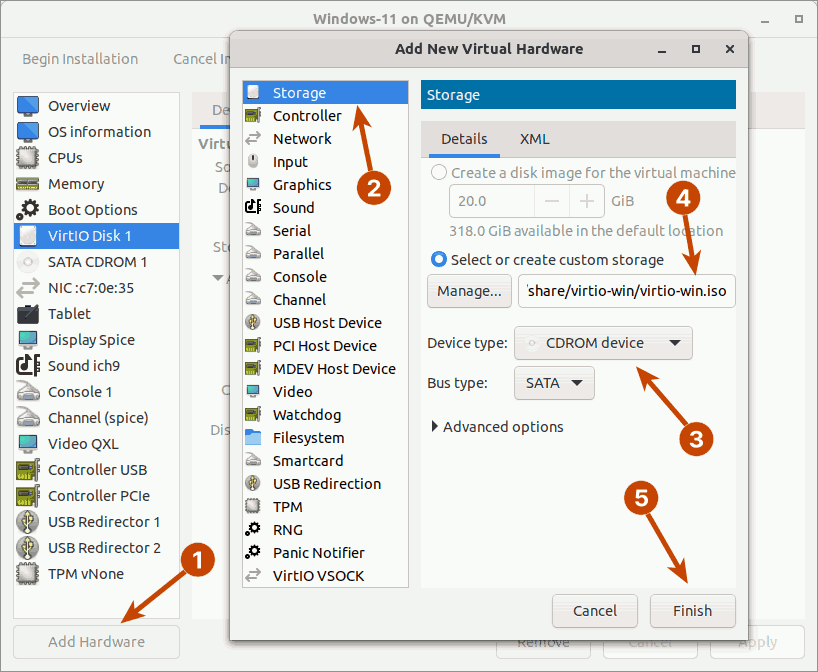 Windows-11 on QEMU/KVM
Begin Installation
Cancel In
Overview
OS information
CPUs
Memory
Boot Options
VirtIO Disk 1
SATA CDROM 1
NIC :c7:0e:35
Tablet
Display Spice
Sound ich9
Console 1
Channel (spice)
Video QXL
Controller USB
Controller PCIe
USB Redirector 1
USB Redirector 2
TPM vNone
1
Add Hardware
De
Virtu
So
De
Sto
A
C
Dis
Remove
Cancel
Apply
Add New Virtual Hardware
Storage
Controller
Network
Input
Graphics
Sound
Serial
Parallel
Console
Channel
USB Host Device
PCI Host Device
MDEV Host Device
Video
Watchdog
Filesystem
Smartcard
USB Redirection
TPM
RNG
Panic Notifier
VirtIO VSOCK
2
Storage
Details
XML
Create a disk image for the virtual machine
20.0
GiB
4
318.0 GiB available in the default location
Select or create custom storage
Manage...
/share/virtio-win/virtio-win.iso
Device type:
CDROM device
Bus type:
SATA
3
Advanced options
5
Cancel
Finish